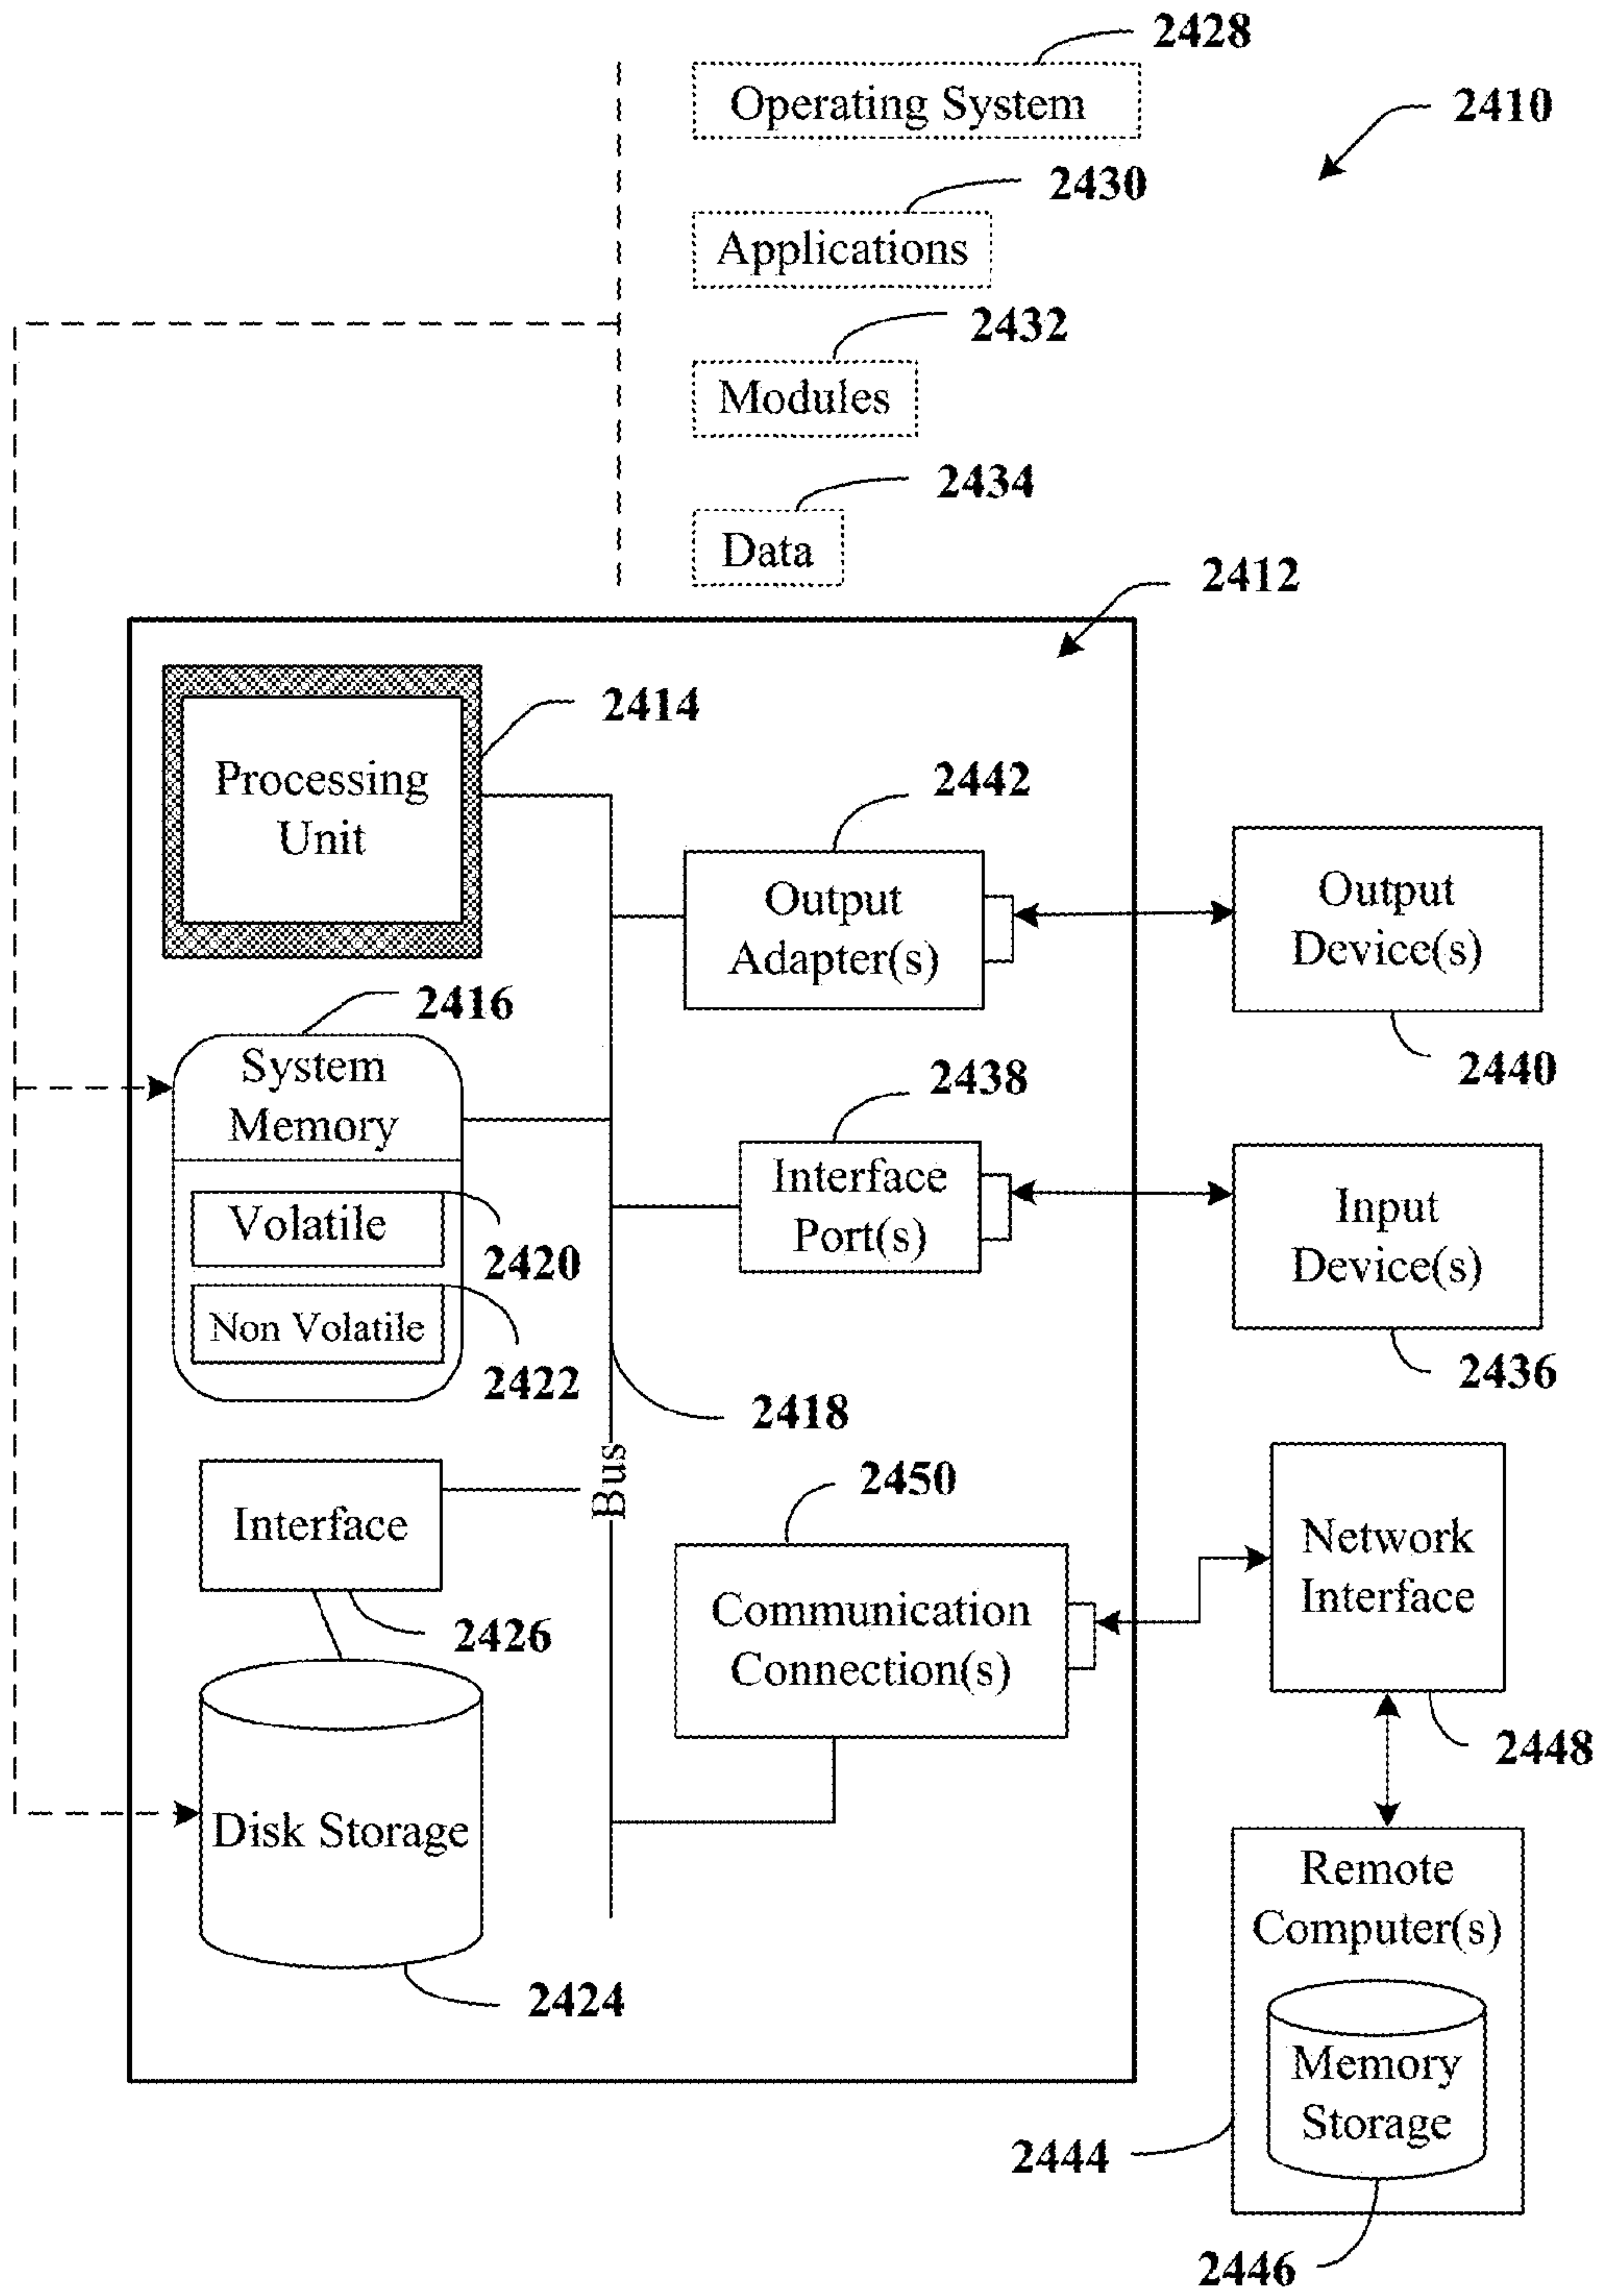 2428
Operating System
2410
2430
Applications
2432
Modules
2434
Data
2412
2414
Processing
Unit
2442
Output
Adapter(s)
Output
Device(s)
2440
2416
System
Memory
2438
Interface
Port(s)
Input
Device(s)
2436
Volatile
2420
Non Volatile
2422
2418
Bus
2450
Interface
2426
Communication
Connection(s)
Network
Interface
2448
Disk Storage
2424
Remote
Computer(s)
Memory
Storage
2444
2446